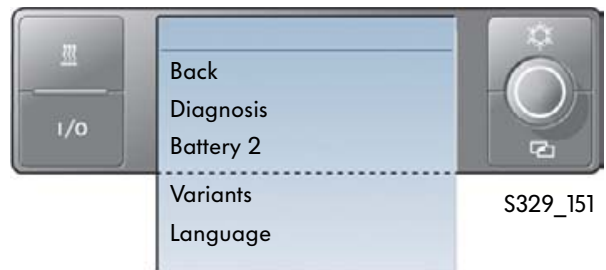 Back
Diagnosis
I/O
Battery 2
Variants
Language
S329_151